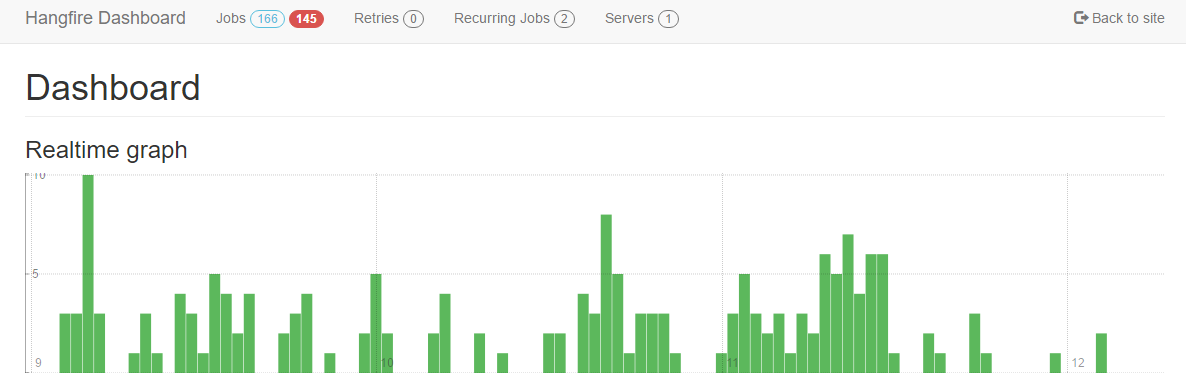 Hangfire Dashboard Jobs 166 145 Retries 0 Recurring Jobs 2 Servers 1 Back to site
Dashboard
Realtime graph
10
5
9 10 11 12